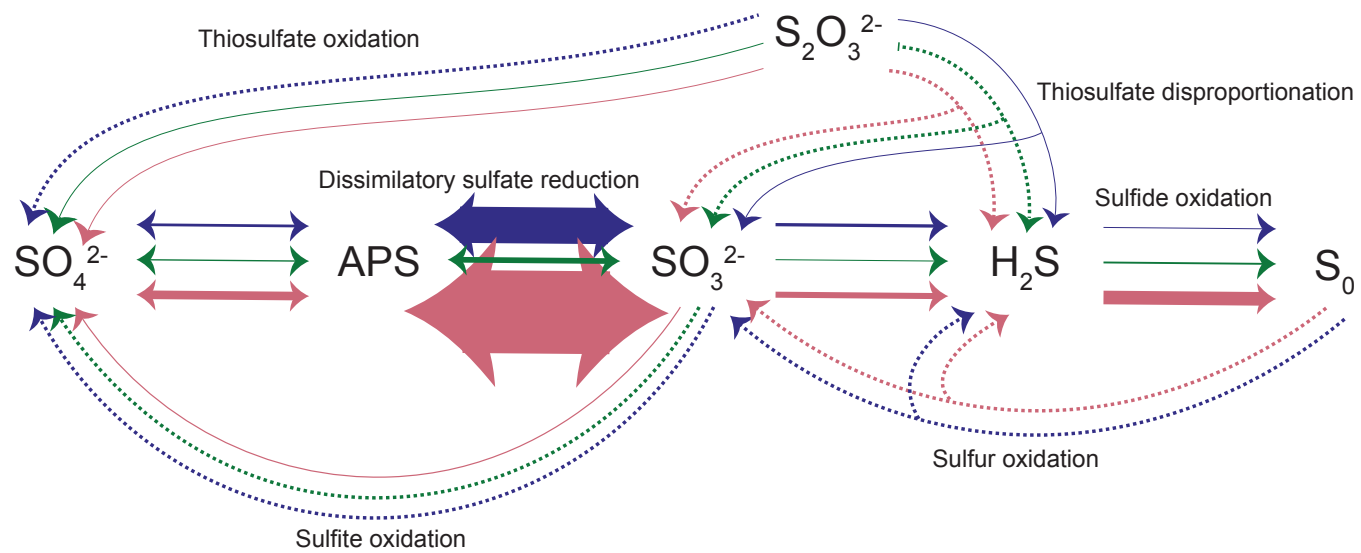 S₂O₃²⁻
Thiosulfate oxidation
Thiosulfate disproportionation
Dissimilatory sulfate reduction
Sulfide oxidation
SO₄²⁻
APS
SO₃²⁻
H₂S
S₀
Sulfur oxidation
Sulfite oxidation